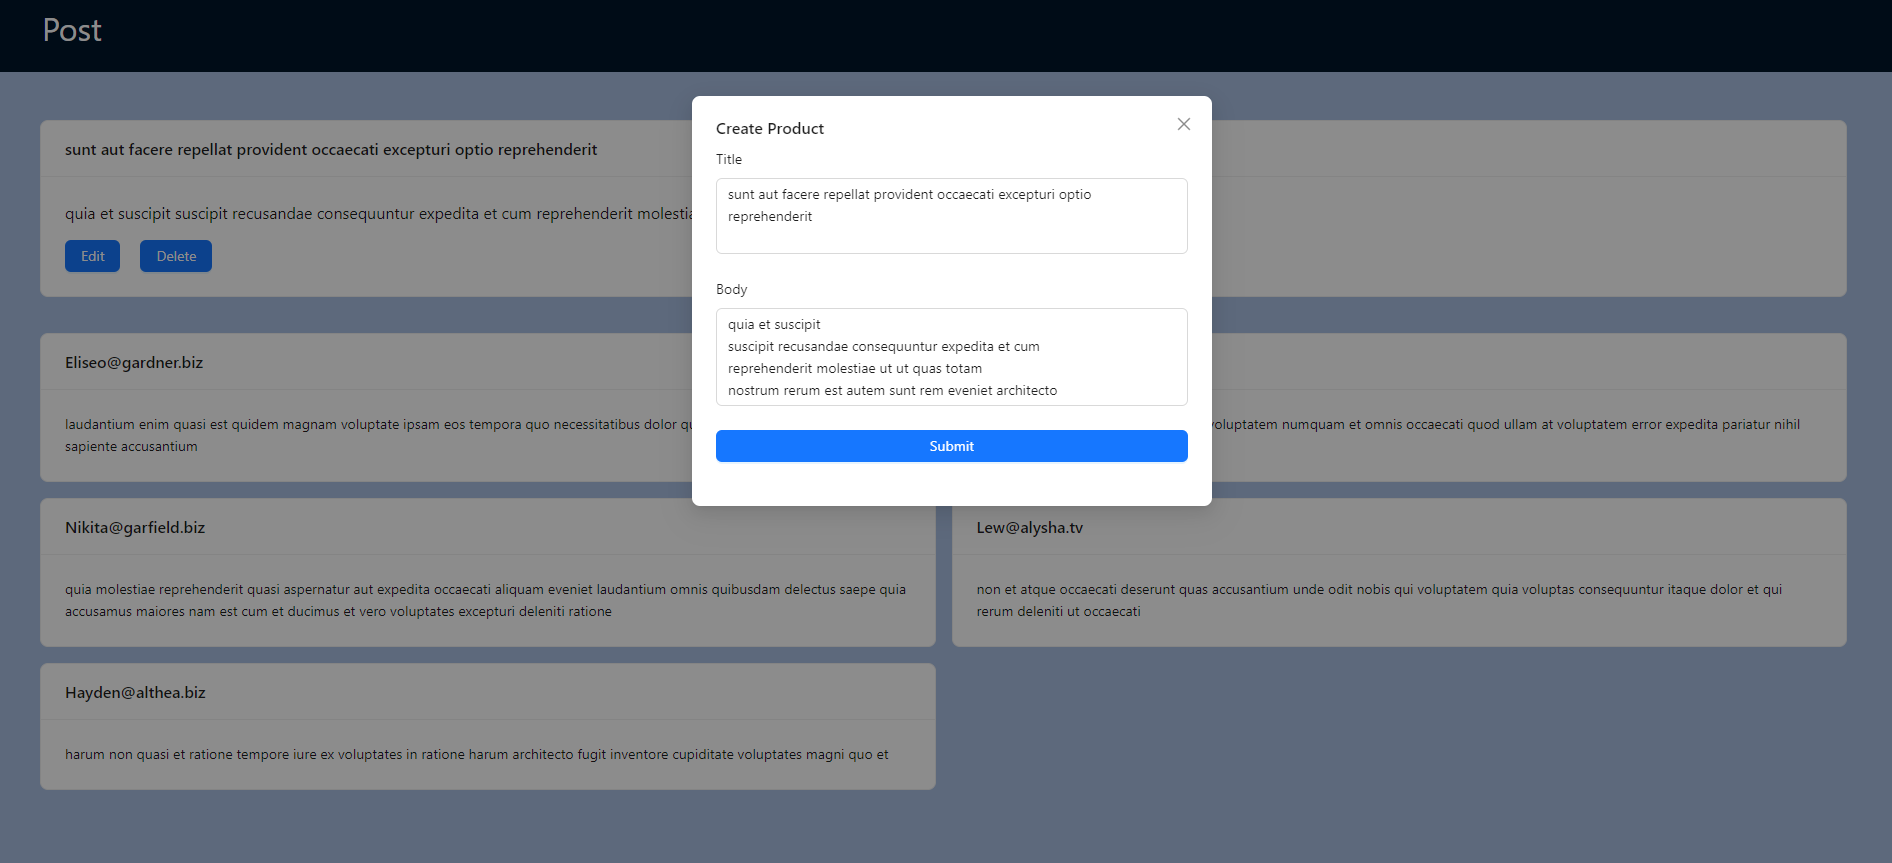 Post
sunt aut facere repellat provident occaecati excepturi optio reprehenderit
quia et suscipit suscipit recusandae consequuntur expedita et cum reprehenderit
Edit
Delete
Create Product
Title
sunt aut facere repellat provident occaecati excepturi optio
reprehenderit
Body
quia et suscipit
suscipit recusandae consequuntur expedita et cum
reprehenderit molestiae ut ut quas totam
nostrum rerum est autem sunt rem eveniet architecto
Submit
Eliseo@gardner.biz
laudantium enim quasi est quidem magnam voluptate ipsam eos tempora quo necessitatibus dolor
sapiente accusantium
voluptatem numquam et omnis occaecati quod ullam at voluptatem error expedita pariatur nihil
Nikita@garfield.biz
quia molestiae reprehenderit quasi aspernatur aut expedita occaecati aliquam eveniet laudantium omnis quibusdam delectus saepe quia
accusamus maiores nam est cum et ducimus et vero voluptates excepturi deleniti ratione
Lew@alysha.tv
non et atque occaecati deserunt quas accusantium unde odit nobis qui voluptatem quia voluptas consequuntur itaque dolor et qui
rerum deleniti ut occaecati
Hayden@althea.biz
harum non quasi et ratione tempore iure ex voluptates in ratione harum architecto fugit inventore cupiditate voluptates magni quo et